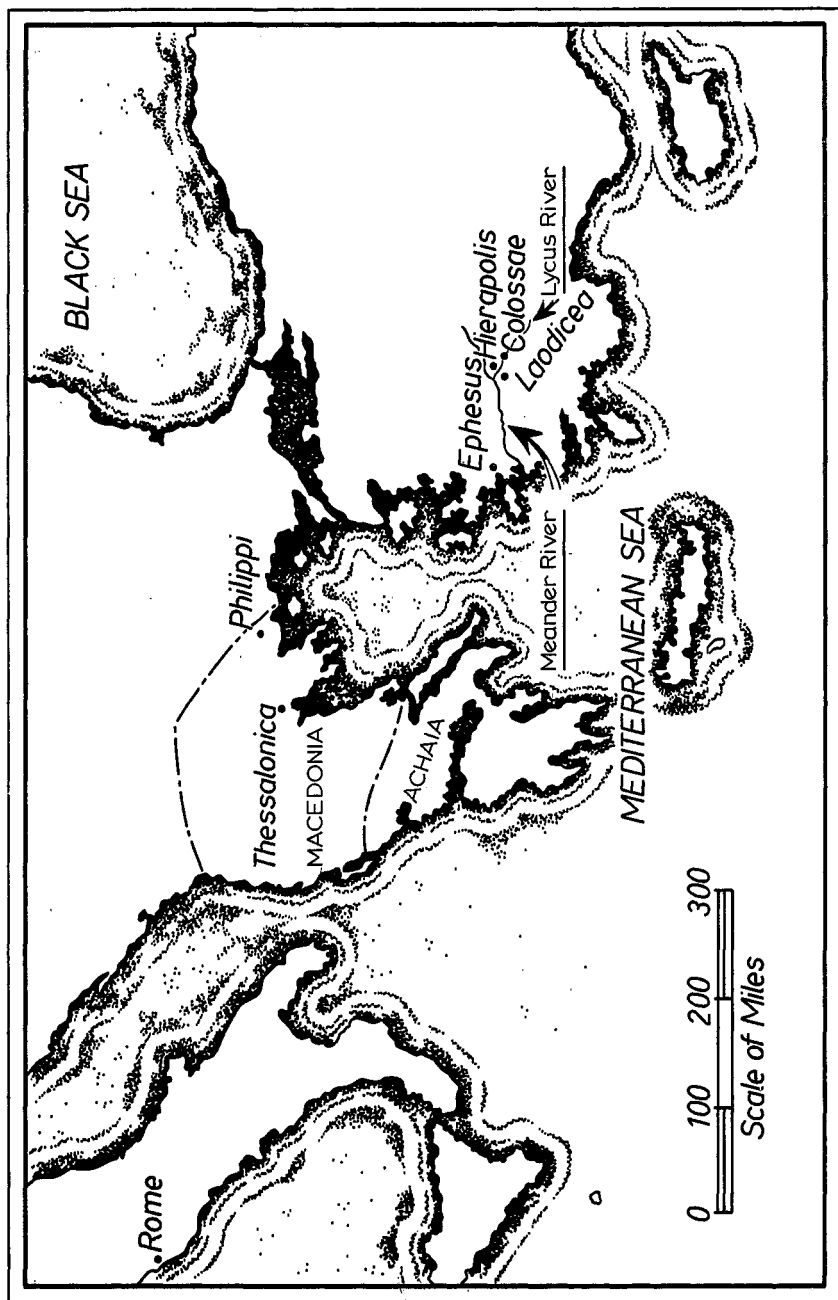 BLACK SEA
Rome
Philippi
Thessalonica
MACEDONIA
ACHAIA
Ephesus
Hierapolis
Colossae
Laodicea
Lycus River
Meander River
MEDITERRANEAN SEA
0 100 200 300
Scale of Miles